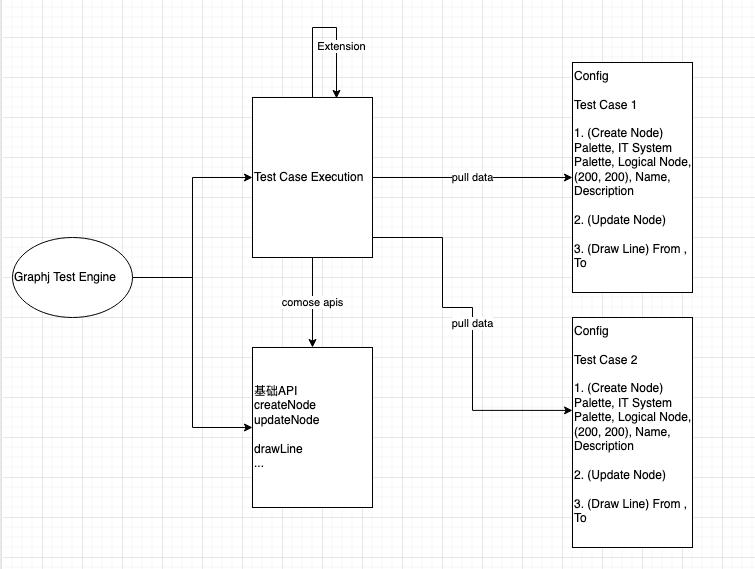 Extension
Test Case Execution
pull data
Graphj Test Engine
comose apis
pull data
基础API
createNode
updateNode
drawLine
...
Config
Test Case 1
1. (Create Node)
Palette, IT System
Palette, Logical Node,
(200, 200), Name,
Description
2. (Update Node)
3. (Draw Line) From ,
To
Config
Test Case 2
1. (Create Node)
Palette, IT System
Palette, Logical Node,
(200, 200), Name,
Description
2. (Update Node)
3. (Draw Line) From ,
To